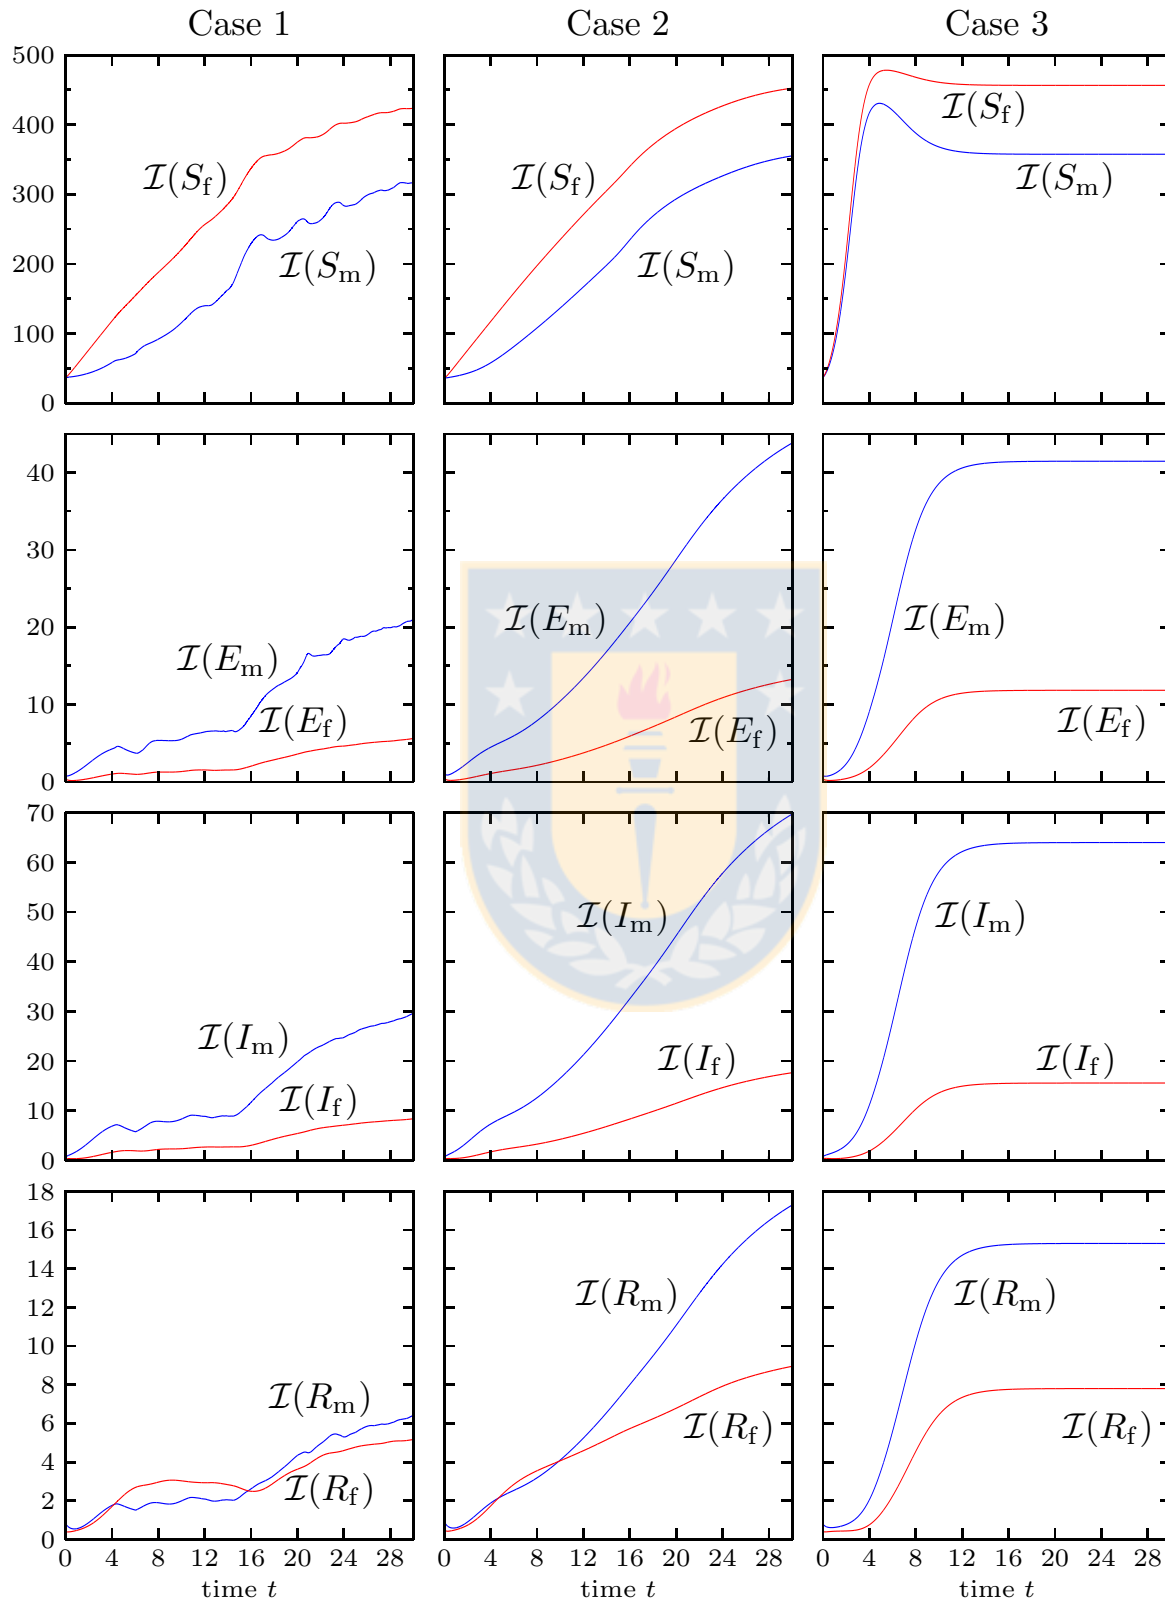 Case 1 Case 2 Case 3
500
400
300
200
100
0
I(S_f)
I(S_m)
I(S_f)
I(S_m)
I(S_f)
I(S_m)
40
30
20
10
0
I(E_m)
I(E_f)
I(E_m)
I(E_f)
I(E_m)
I(E_f)
70
60
50
40
30
20
10
0
I(I_m)
I(I_f)
I(I_m)
I(I_f)
I(I_m)
I(I_f)
18
16
14
12
10
8
6
4
2
0
I(R_m)
I(R_f)
I(R_m)
I(R_f)
I(R_m)
I(R_f)
0 4 8 12 16 20 24 28 0 4 8 12 16 20 24 28 0 4 8 12 16 20 24 28
time t time t time t